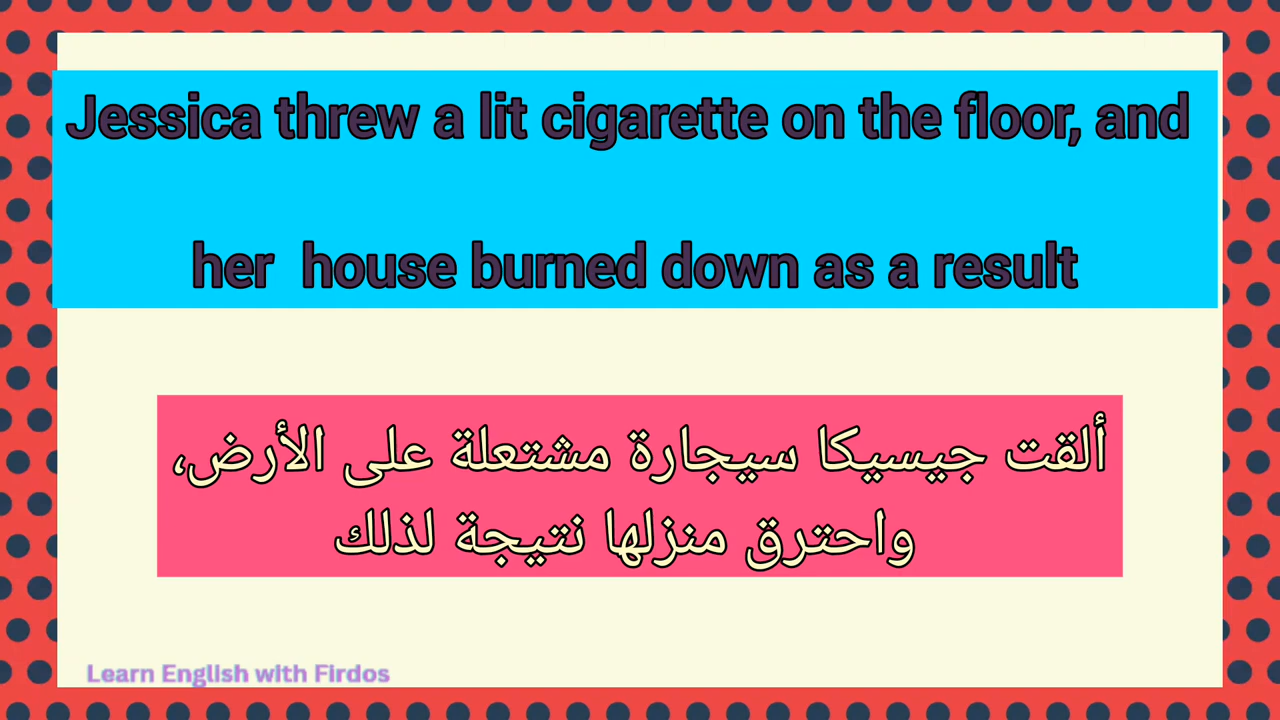 Jessica threw a lit cigarette on the floor, and
her house burned down as a result
ألقت جيسيكا سيجارة مشتعلة على الأرض،
واحترق منزلها نتيجة لذلك
Learn English with Firdos